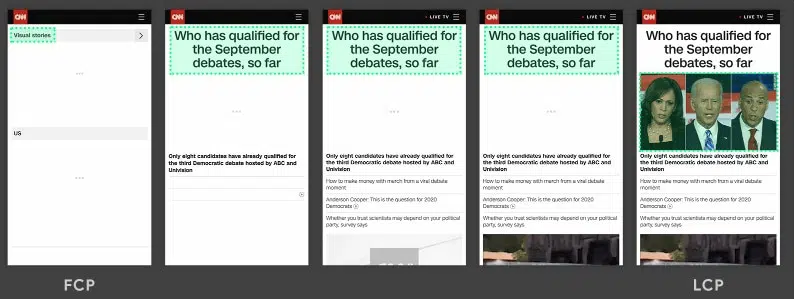 CNN
Visual stories
US
CNN
Who has qualified for
the September
debates, so far
Only eight candidates have already qualified for
the third Democratic debate hosted by ABC and
Univision
CNN
LIVE TV
Who has qualified for
the September
debates, so far
Only eight candidates have already qualified for
the third Democratic debate hosted by ABC and
Univision
How to make money with merch from a viral debate
moment
Anderson Cooper: This is the question for 2020
Democrats
Whether you trust scientists may depend on your political
party, survey says
CNN
LIVE TV
Who has qualified for
the September
debates, so far
Only eight candidates have already qualified for
the third Democratic debate hosted by ABC and
Univision
How to make money with merch from a viral debate
moment
Anderson Cooper: This is the question for 2020
Democrats
Whether you trust scientists may depend on your political
party, survey says
CNN
LIVE TV
Who has qualified for
the September
debates, so far
Only eight candidates have already qualified for
the third Democratic debate hosted by ABC and
Univision
How to make money with merch from a viral debate
moment
Anderson Cooper: This is the question for 2020
Democrats
Whether you trust scientists may depend on your political
party, survey says
FCP
LCP